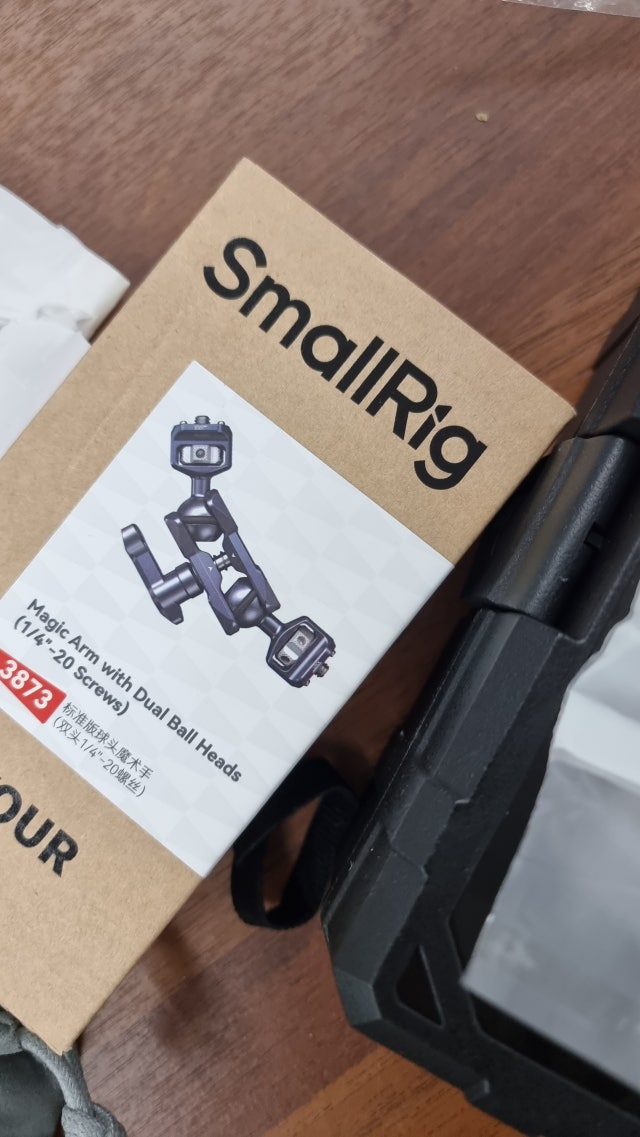 SmallRig
Magic Arm with Dual Ball Heads
(1/4"-20 Screws)
3873
标准版球头魔术手
(双头1/4"-20螺丝)